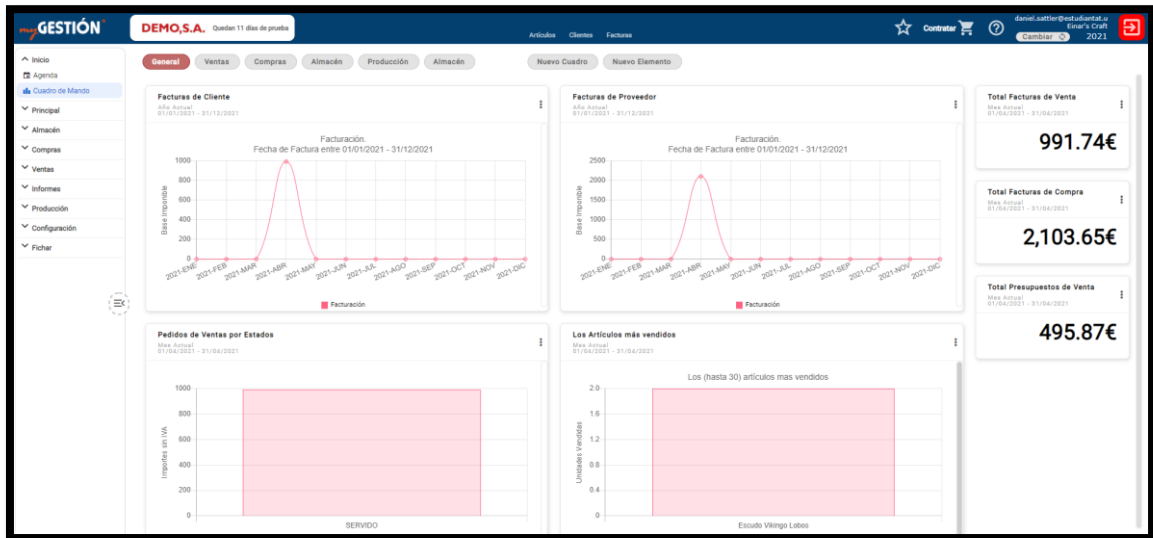 myGESTIÓN
DEMO,S.A. Quedan 11 días de prueba
Artículos Clientes Facturas
Contratar
daniel.sattler@estudiantat.u
Einar's Craft
Cambiar 2021
Inicio
Agenda
Cuadro de Mando
Principal
Almacén
Compras
Ventas
Informes
Producción
Configuración
Fichar
General Ventas Compras Almacén Producción Almacén Nuevo Cuadro Nuevo Elemento
Facturas de Cliente
Año Actual
01/01/2021 - 31/12/2021
Facturación.
Fecha de Factura entre 01/01/2021 - 31/12/2021
Base Imponible
1000
800
600
400
200
0
2021-ENE 2021-FEB 2021-MAR 2021-ABR 2021-MAY 2021-JUN 2021-JUL 2021-AGO 2021-SEP 2021-OCT 2021-NOV 2021-DIC
Facturación
Facturas de Proveedor
Año Actual
01/01/2021 - 31/12/2021
Facturación.
Fecha de Factura entre 01/01/2021 - 31/12/2021
Base Imponible
2500
2000
1500
1000
500
0
2021-ENE 2021-FEB 2021-MAR 2021-ABR 2021-MAY 2021-JUN 2021-JUL 2021-AGO 2021-SEP 2021-OCT 2021-NOV 2021-DIC
Facturación
Total Facturas de Venta
Mes Actual
01/04/2021 - 31/04/2021
991.74€
Total Facturas de Compra
Mes Actual
01/04/2021 - 31/04/2021
2,103.65€
Total Presupuestos de Venta
Mes Actual
01/04/2021 - 31/04/2021
495.87€
Pedidos de Ventas por Estados
Mes Actual
01/04/2021 - 31/04/2021
Importes sin IVA
1000
800
600
400
200
0
SERVIDO
Los Artículos más vendidos
Mes Actual
01/04/2021 - 31/04/2021
Los (hasta 30) artículos mas vendidos
Unidades Vendidas
2.0
1.6
1.2
0.8
0.4
0
Escudo Vikingo Lobos